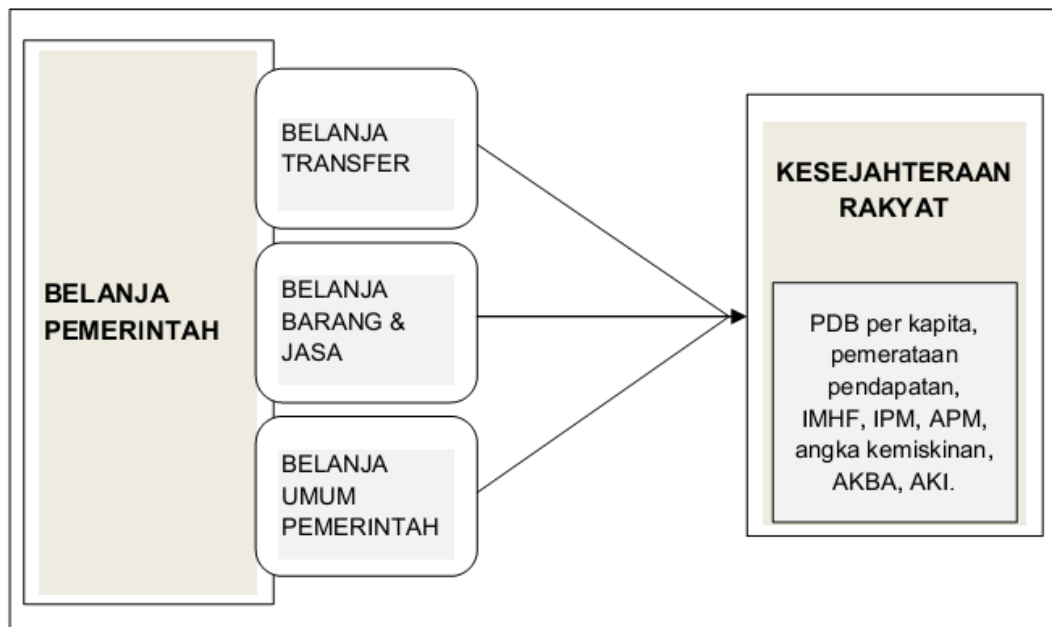 BELANJA
PEMERINTAH
BELANJA
TRANSFER
BELANJA
BARANG &
JASA
BELANJA
UMUM
PEMERINTAH
KESEJAHTERAAN
RAKYAT
PDB per kapita,
pemerataan
pendapatan,
IMHF, IPM, APM,
angka kemiskinan,
AKBA, AKI.